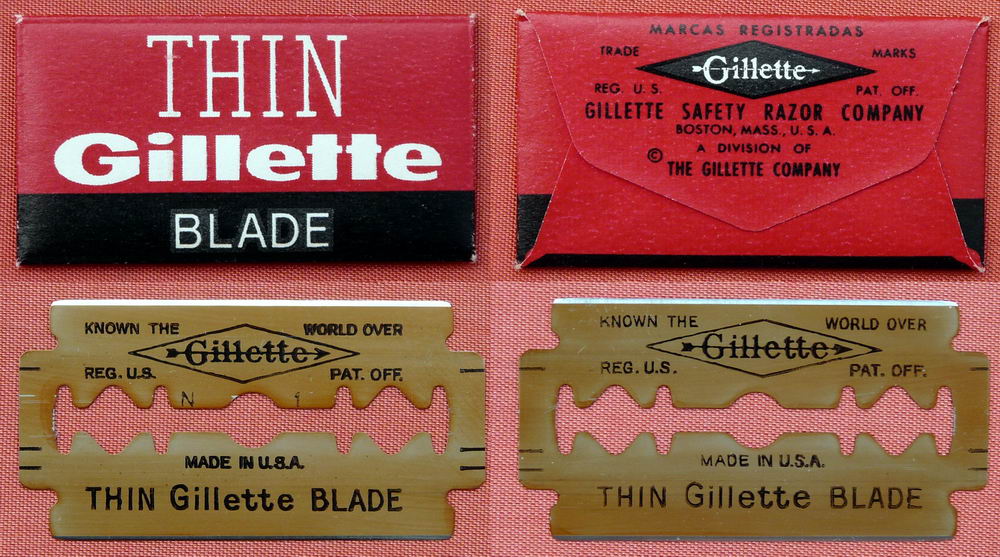 THIN
Gillette
BLADE
MARCAS REGISTRADAS
TRADE MARKS
Gillette
REG. U. S. PAT. OFF.
GILLETTE SAFETY RAZOR COMPANY
BOSTON, MASS., U. S. A.
A DIVISION OF
© THE GILLETTE COMPANY
KNOWN THE WORLD OVER
Gillette
REG. U.S. PAT. OFF.
N - 1
MADE IN U.S.A.
THIN Gillette BLADE
KNOWN THE WORLD OVER
Gillette
REG. U.S. PAT. OFF.
MADE IN U.S.A.
THIN Gillette BLADE